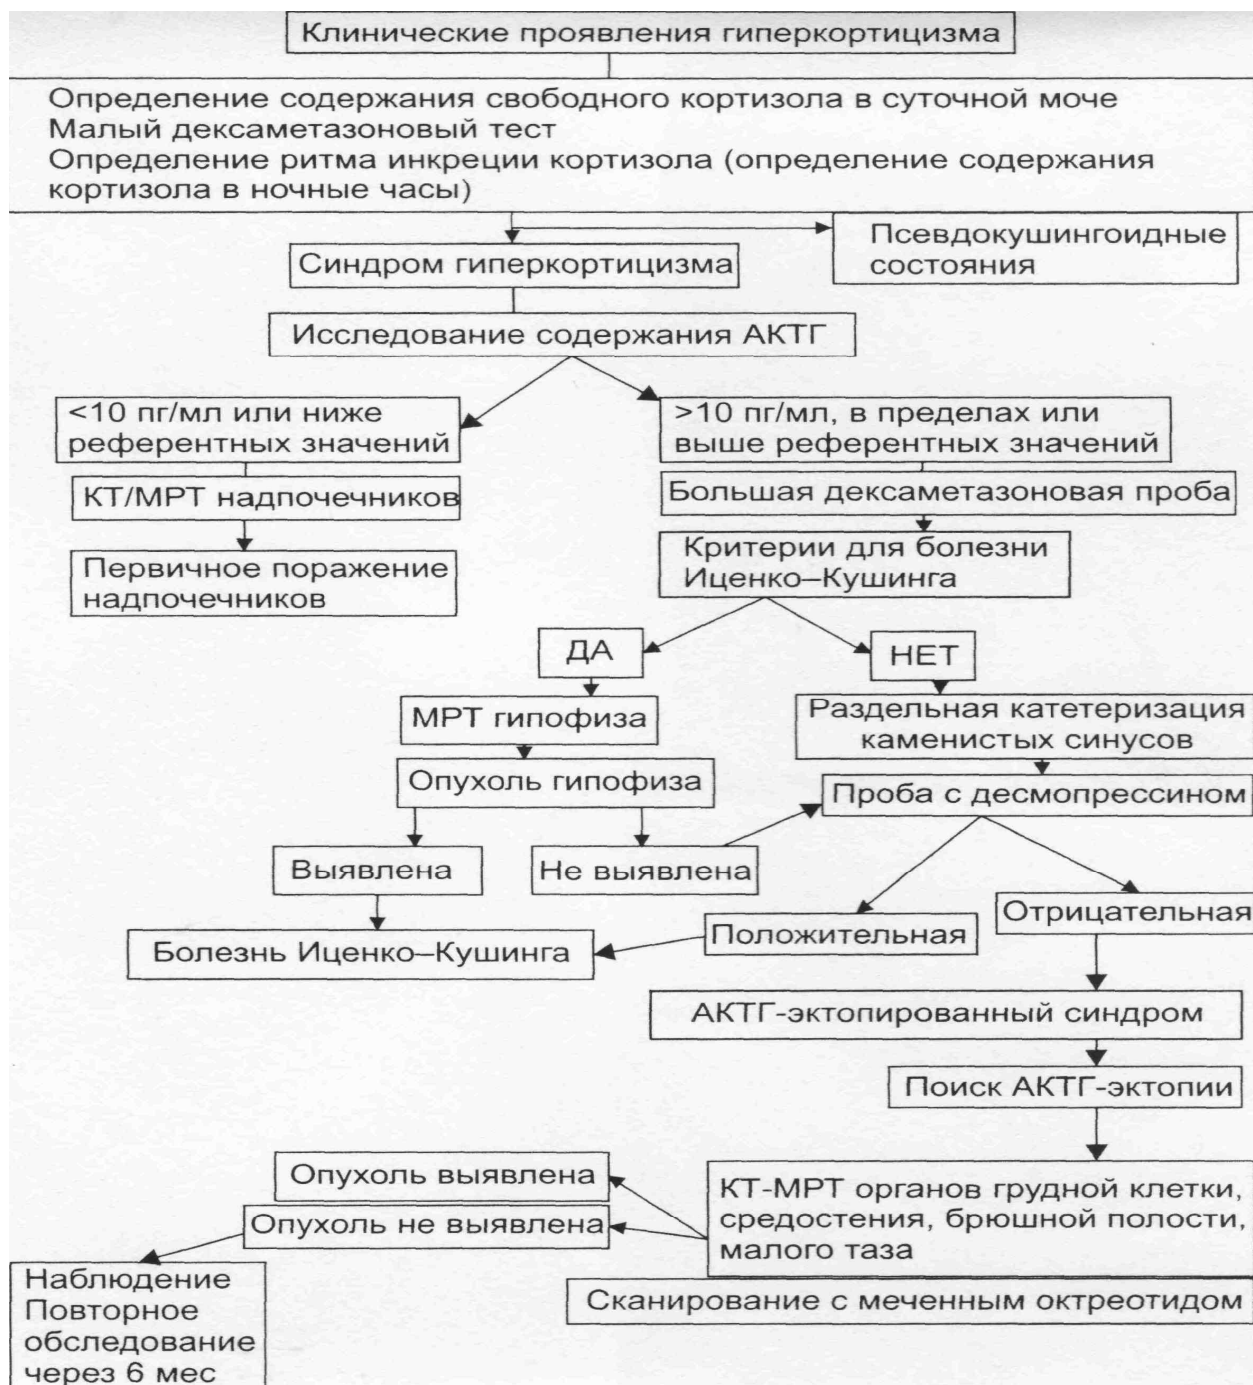 Клинические проявления гиперкортицизма
Определение содержания свободного кортизола в суточной моче
Малый дексаметазоновый тест
Определение ритма инкреции кортизола (определение содержания
кортизола в ночные часы)
Псевдокушингоидные
состояния
Синдром гиперкортицизма
Исследование содержания АКТГ
<10 пг/мл или ниже
референтных значений
>10 пг/мл, в пределах или
выше референтных значений
КТ/МРТ надпочечников
Большая дексаметазоновая проба
Первичное поражение
надпочечников
Критерии для болезни
Иценко–Кушинга
ДА
НЕТ
МРТ гипофиза
Раздельная катетеризация
каменистых синусов
Опухоль гипофиза
Проба с десмопрессином
Выявлена
Не выявлена
Положительная
Отрицательная
Болезнь Иценко–Кушинга
АКТГ-эктопированный синдром
Поиск АКТГ-эктопии
Опухоль выявлена
Опухоль не выявлена
КТ-МРТ органов грудной клетки,
средостения, брюшной полости,
малого таза
Сканирование с меченным октреотидом
Наблюдение
Повторное
обследование
через 6 мес